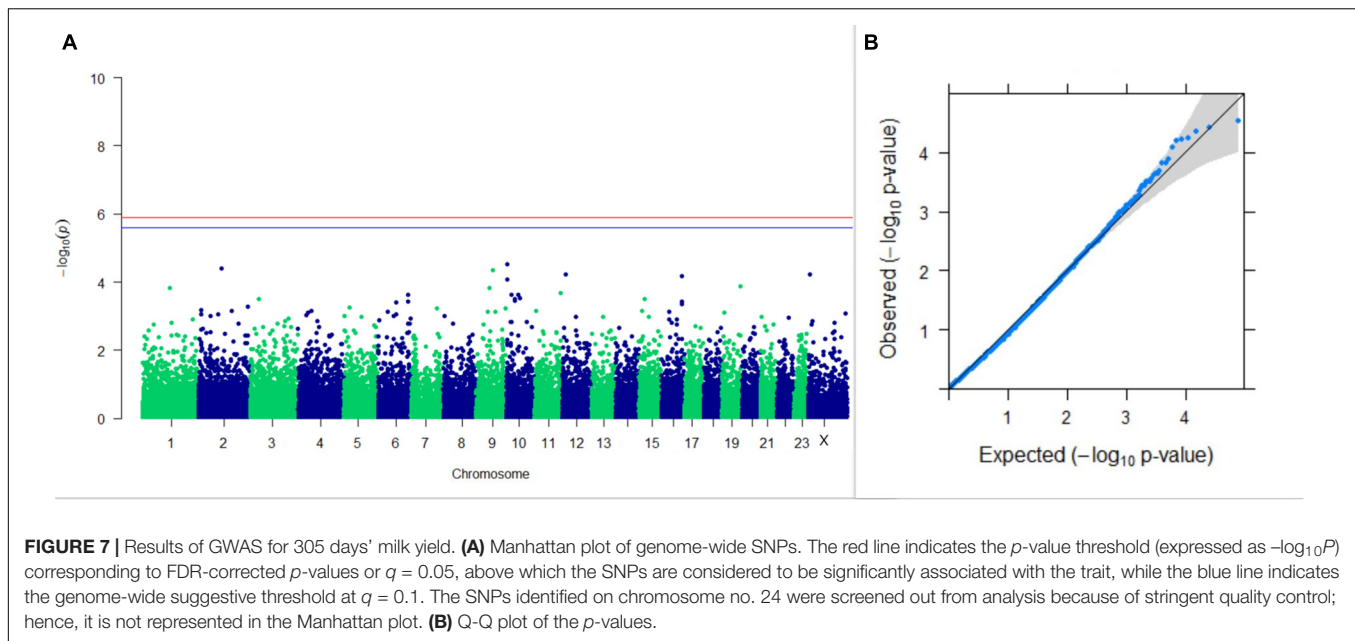 A
10
8
6
4
2
0
−log10(p)
1 2 3 4 5 6 7 8 9 10 11 12 13 15 17 19 21 23 X
Chromosome
B
4
3
2
1
Observed (−log10 p-value)
1 2 3 4
Expected (−log10 p-value)
FIGURE 7 | Results of GWAS for 305 days' milk yield. (A) Manhattan plot of genome-wide SNPs. The red line indicates the p-value threshold (expressed as –log10P)
corresponding to FDR-corrected p-values or q = 0.05, above which the SNPs are considered to be significantly associated with the trait, while the blue line indicates
the genome-wide suggestive threshold at q = 0.1. The SNPs identified on chromosome no. 24 were screened out from analysis because of stringent quality control;
hence, it is not represented in the Manhattan plot. (B) Q-Q plot of the p-values.